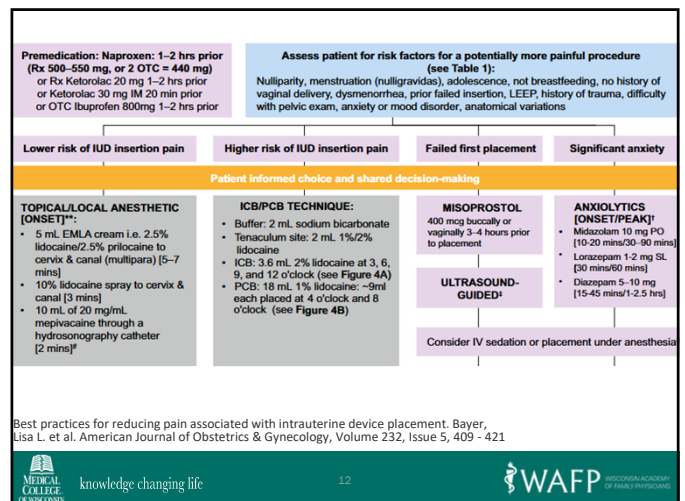 Premedication: Naproxen: 1–2 hrs prior
(Rx 500–550 mg, or 2 OTC = 440 mg)
or Rx Ketorolac 20 mg 1–2 hrs prior
or Ketorolac 30 mg IM 20 min prior
or OTC Ibuprofen 800mg 1–2 hrs prior
Assess patient for risk factors for a potentially more painful procedure
(see Table 1):
Nulliparity, menstruation (nulligravidas), adolescence, not breastfeeding, no history of
vaginal delivery, dysmenorrhea, prior failed insertion, LEEP, history of trauma, difficulty
with pelvic exam, anxiety or mood disorder, anatomical variations
Lower risk of IUD insertion pain
Higher risk of IUD insertion pain
Failed first placement
Significant anxiety
Patient informed choice and shared decision-making
TOPICAL/LOCAL ANESTHETIC
[ONSET]**:
• 5 mL EMLA cream i.e. 2.5%
lidocaine/2.5% prilocaine to
cervix & canal (multipara) [5–7
mins]
• 10% lidocaine spray to cervix &
canal [3 mins]
• 10 mL of 20 mg/mL
mepivacaine through a
hydrosonography catheter
[2 mins]#
ICB/PCB TECHNIQUE:
• Buffer: 2 mL sodium bicarbonate
• Tenaculum site: 2 mL 1%/2%
lidocaine
• ICB: 3.6 mL 2% lidocaine at 3, 6,
9, and 12 o'clock (see Figure 4A)
• PCB: 18 mL 1% lidocaine: ~9ml
each placed at 4 o'clock and 8
o'clock (see Figure 4B)
MISOPROSTOL
400 mcg buccally or
vaginally 3–4 hours prior
to placement
ULTRASOUND-
GUIDED‡
ANXIOLYTICS
[ONSET/PEAK]†
• Midazolam 10 mg PO
[10-20 mins/30–90 mins]
• Lorazepam 1-2 mg SL
[30 mins/60 mins]
• Diazepam 5–10 mg
[15-45 mins/1-2.5 hrs]
Consider IV sedation or placement under anesthesia
Best practices for reducing pain associated with intrauterine device placement. Bayer,
Lisa L. et al. American Journal of Obstetrics & Gynecology, Volume 232, Issue 5, 409 - 421
MEDICAL
COLLEGE
OF WISCONSIN
knowledge changing life
12
WAFP
WISCONSIN ACADEMY
OF FAMILY PHYSICIANS